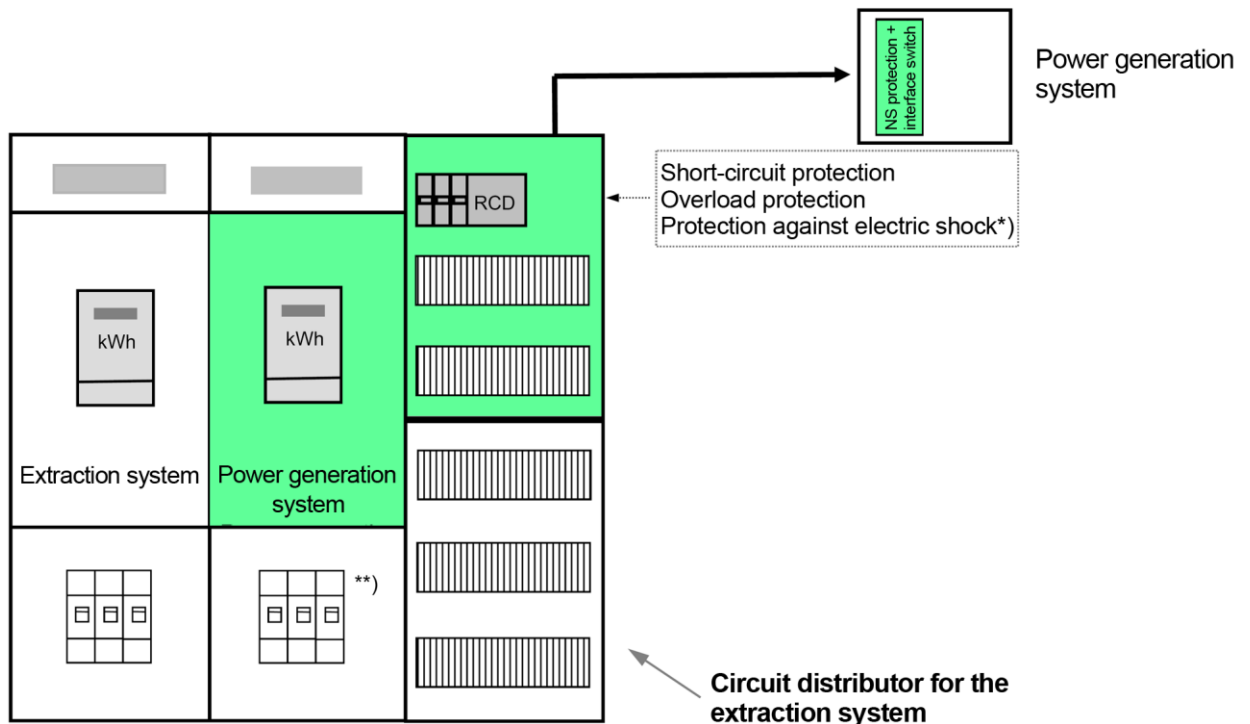 NS protection +
interface switch
Power generation
system
Short-circuit protection
Overload protection
Protection against electric shock*)
RCD
kWh
kWh
Extraction system
Power generation
system
**)
Circuit distributor for the
extraction system